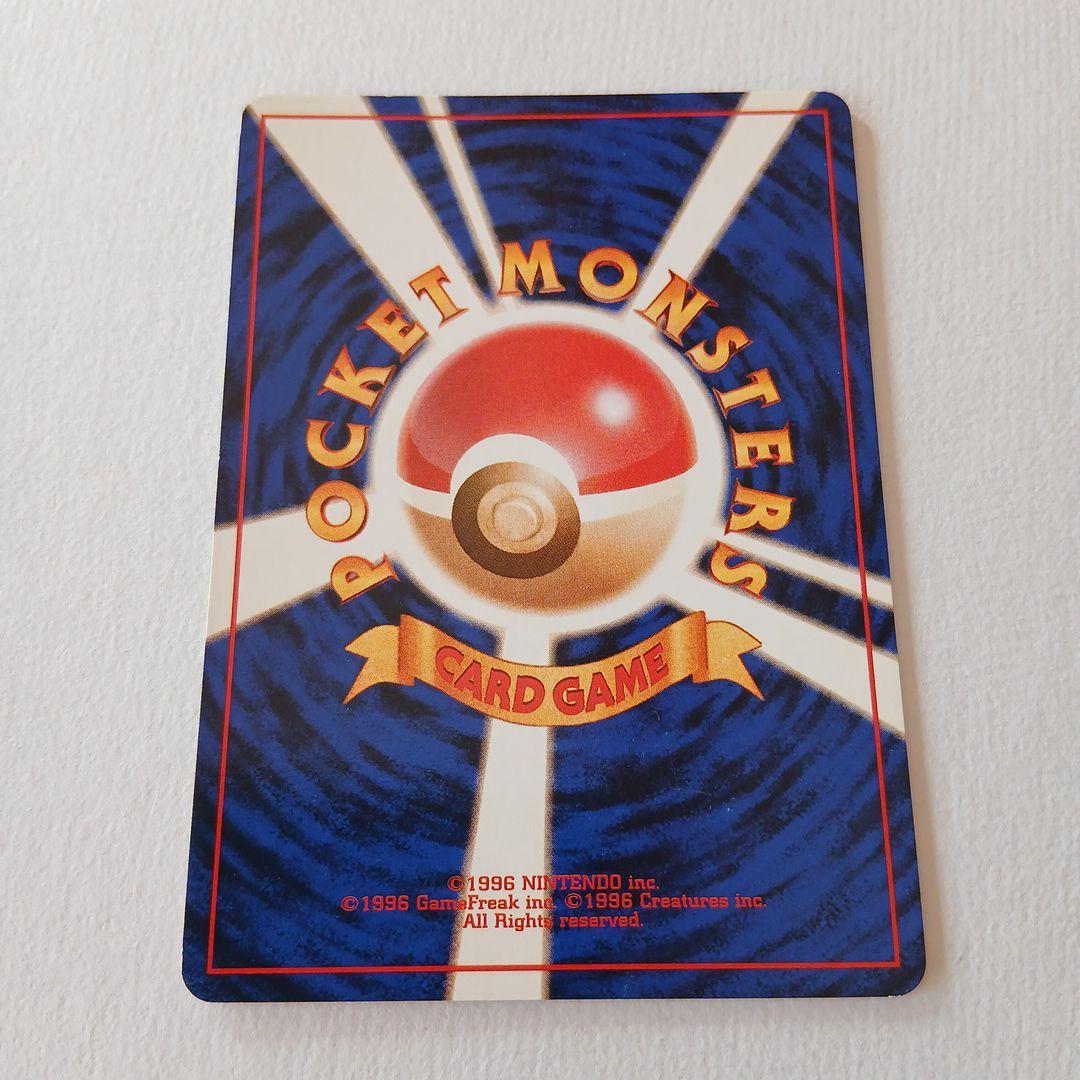 POCKET MONSTERS
CARD GAME
©1996 NINTENDO inc.
©1996 GameFreak inc. ©1996 Creatures inc.
All Rights reserved.